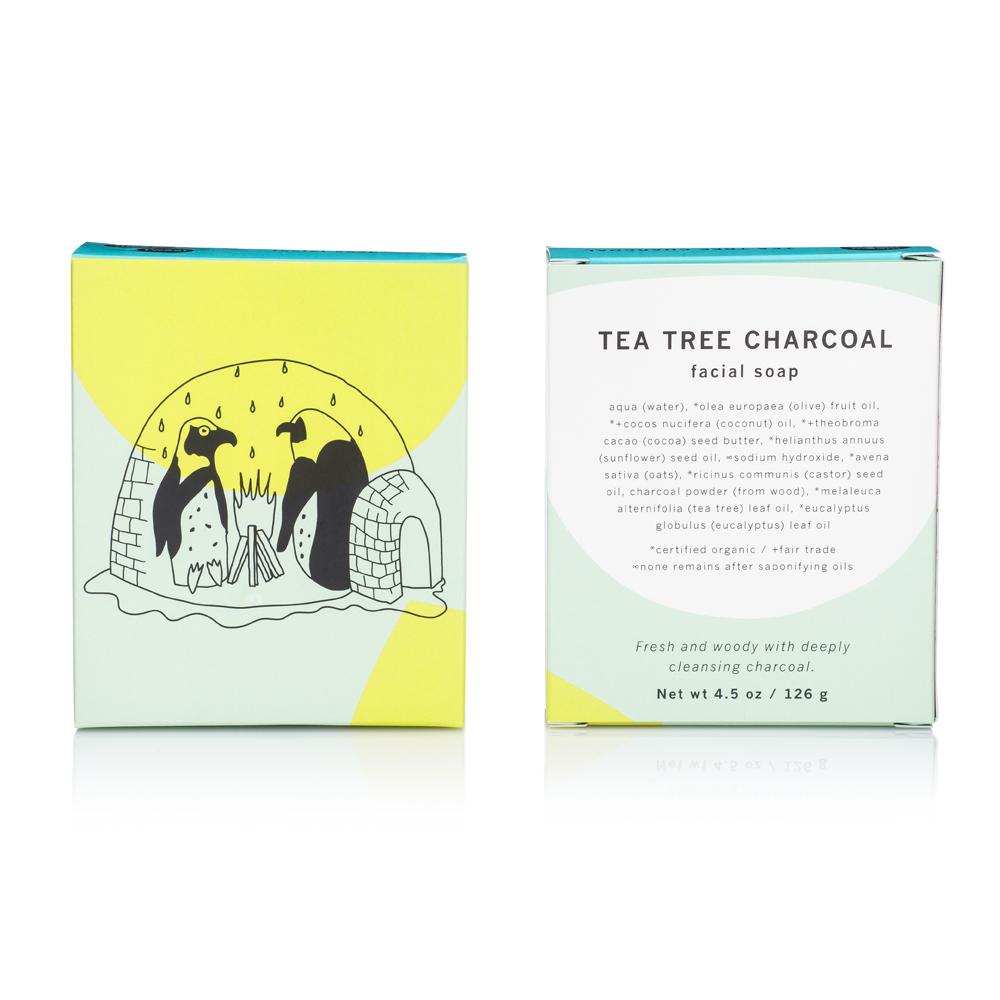 TEA TREE CHARCOAL
TEA TREE CHARCOAL
facial soap
aqua (water), *olea europaea (olive) fruit oil,
*+cocos nucifera (coconut) oil, *+theobroma
cacao (cocoa) seed butter, *helianthus annuus
(sunflower) seed oil, ∞sodium hydroxide, *avena
sativa (oats), *ricinus communis (castor) seed
oil, charcoal powder (from wood), *melaleuca
alternifolia (tea tree) leaf oil, *eucalyptus
globulus (eucalyptus) leaf oil
*certified organic / +fair trade
∞none remains after saponifying oils
Fresh and woody with deeply
cleansing charcoal.
Net wt 4.5 oz / 126 g